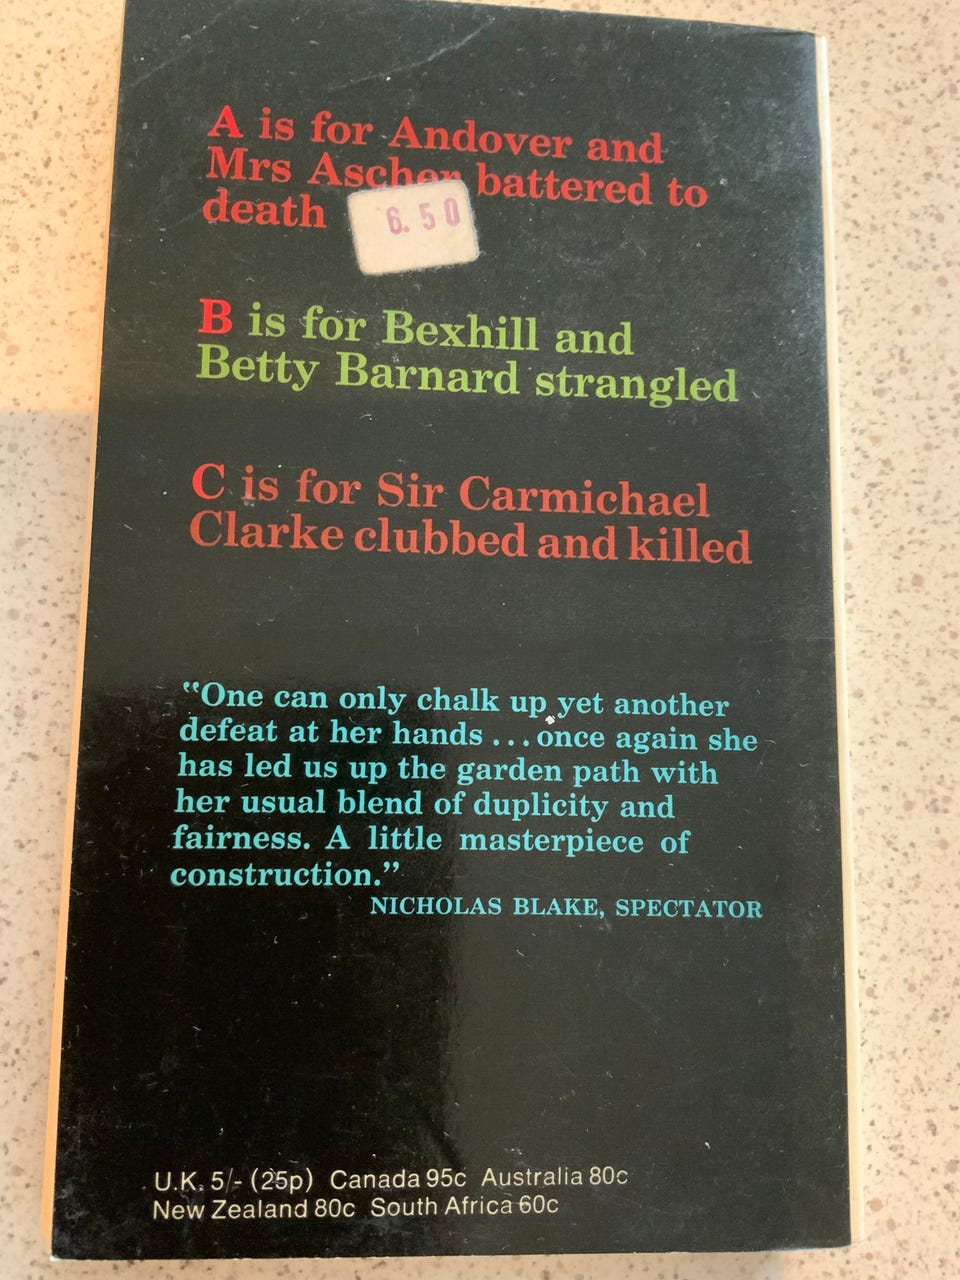 A is for Andover and
Mrs Ascher battered to
death
6.50
B is for Bexhill and
Betty Barnard strangled
C is for Sir Carmichael
Clarke clubbed and killed
"One can only chalk up yet another
defeat at her hands ... once again she
has led us up the garden path with
her usual blend of duplicity and
fairness. A little masterpiece of
construction."
NICHOLAS BLAKE, SPECTATOR
U.K. 5/- (25p) Canada 95c Australia 80c
New Zealand 80c South Africa 60c